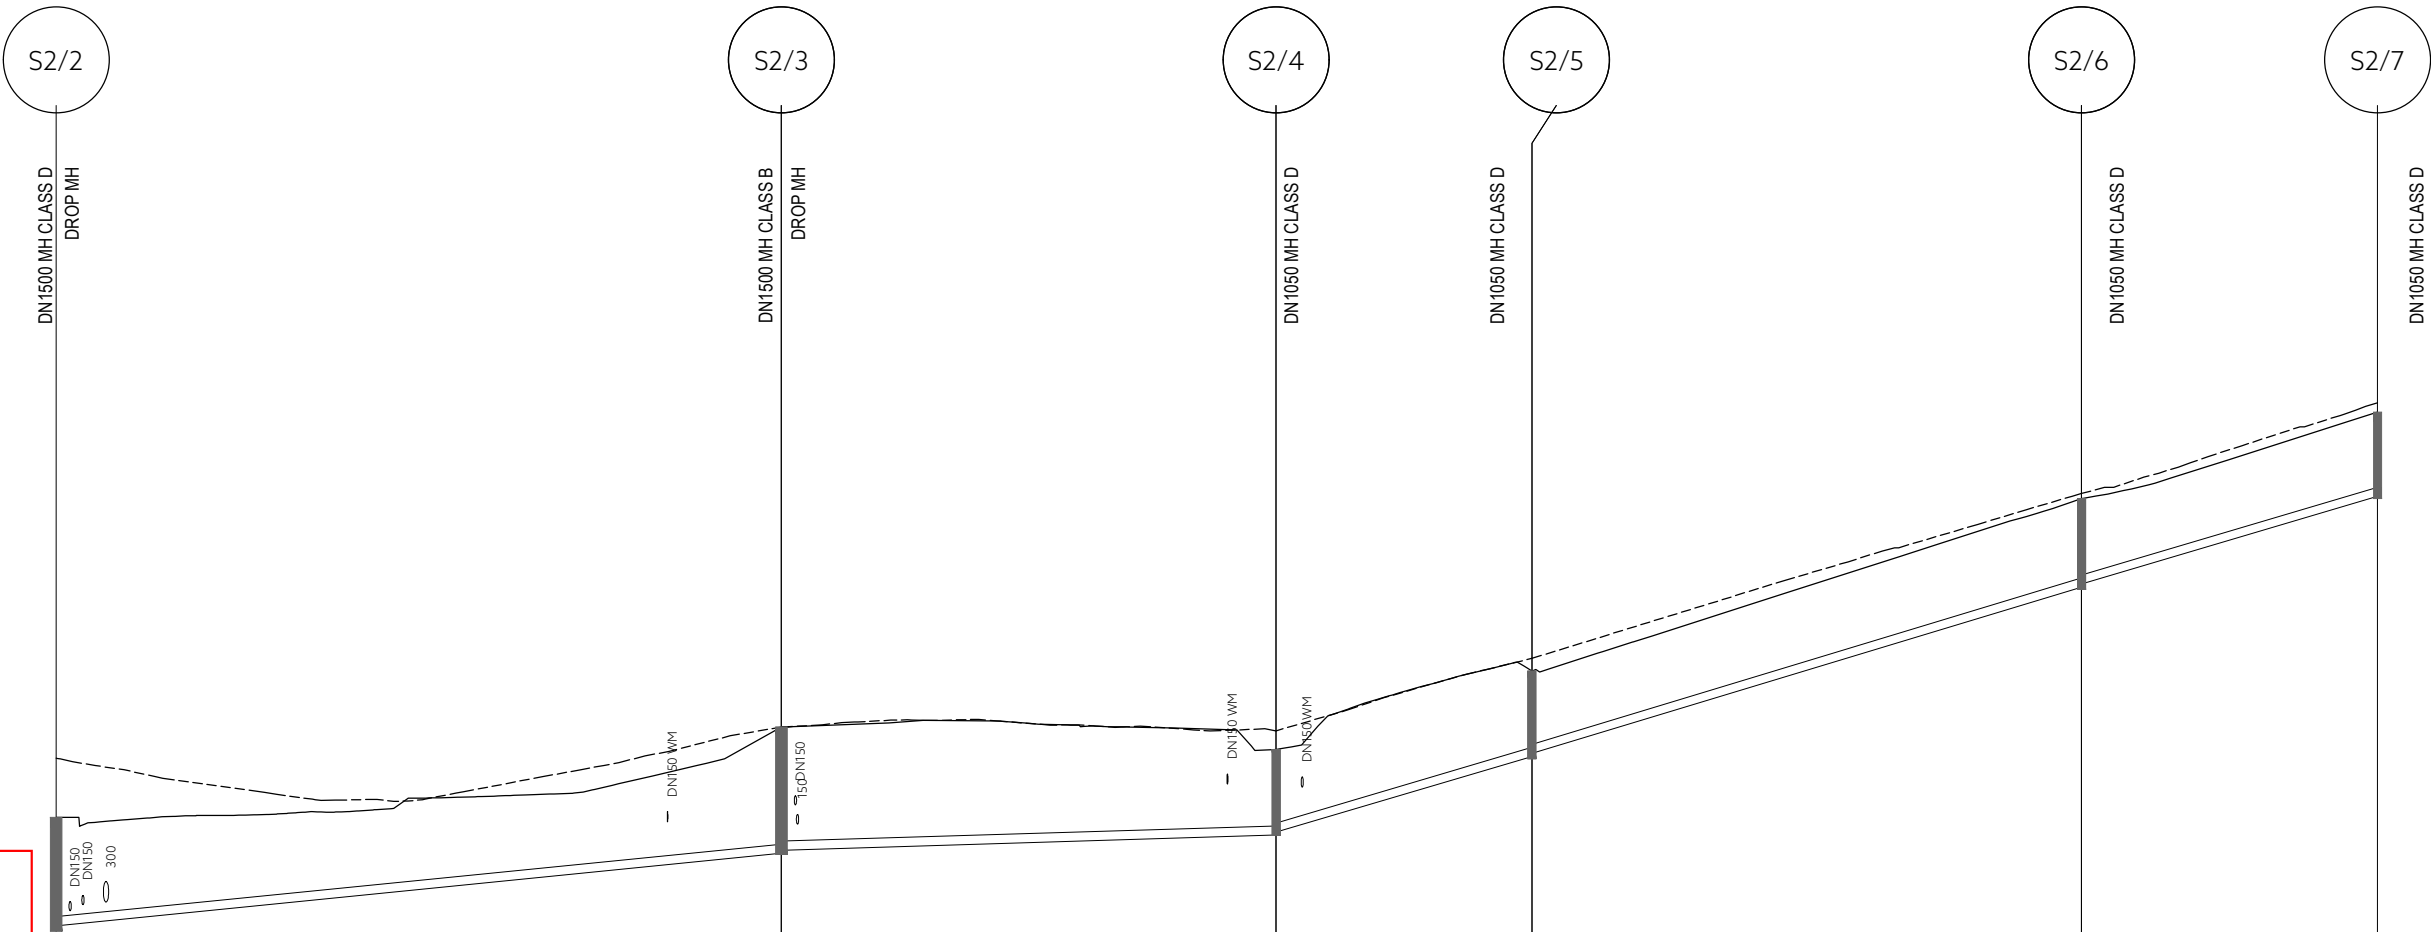 S2/2
S2/3
S2/4
S2/5
S2/6
S2/7
DN1500 MH CLASS D
DROP MH
DN1500 MH CLASS B
DROP MH
DN1050 MH CLASS D
DN1050 MH CLASS D
DN1050 MH CLASS D
DN1050 MH CLASS D
DN150
DN150
300
DN150 WM
150
DN150
DN150 WM
DN150 WM